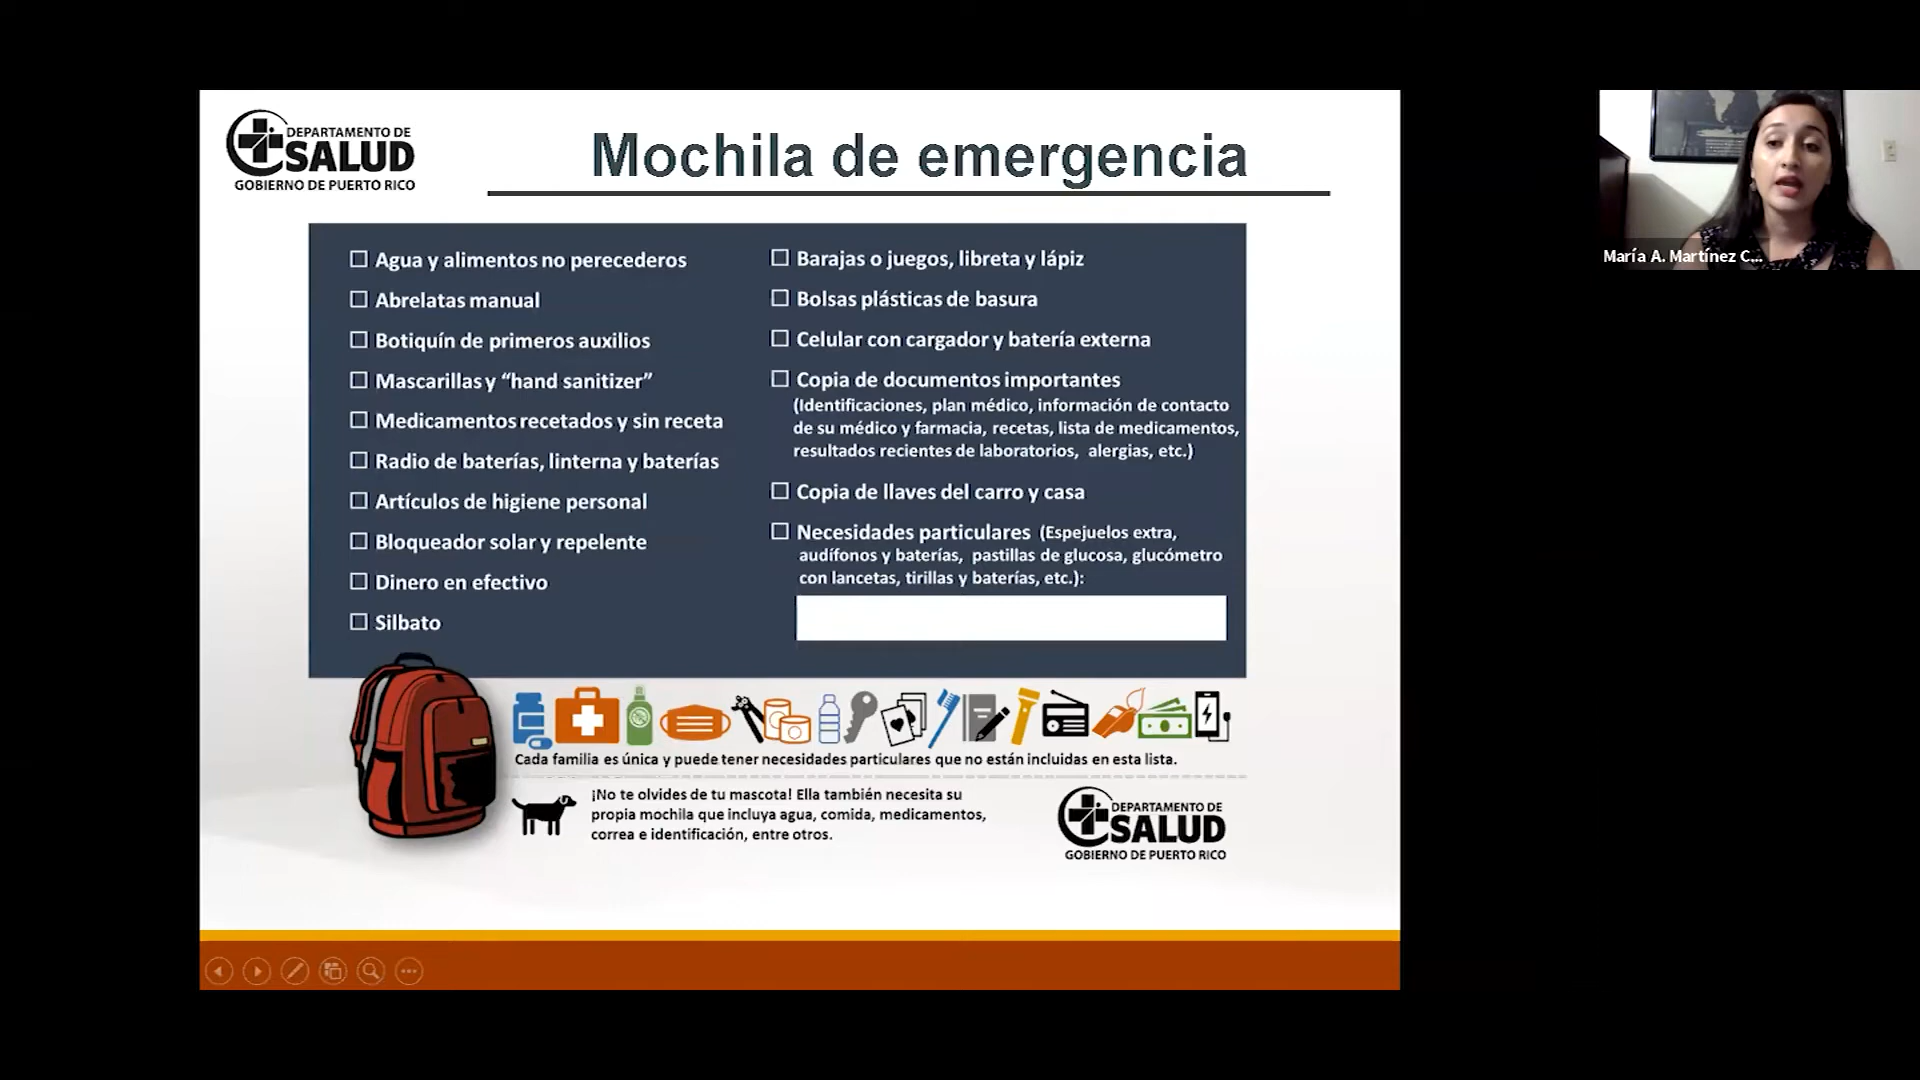 DEPARTAMENTO DE
SALUD
GOBIERNO DE PUERTO RICO
Mochila de emergencia
Agua y alimentos no perecederos
Abrelatas manual
Botiquín de primeros auxilios
Mascarillas y “hand sanitizer”
Medicamentos recetados y sin receta
Radio de baterías, linterna y baterías
Artículos de higiene personal
Bloqueador solar y repelente
Dinero en efectivo
Silbato
Barajas o juegos, libreta y lápiz
Bolsas plásticas de basura
Celular con cargador y batería externa
Copia de documentos importantes
(Identificaciones, plan médico, información de contacto
de su médico y farmacia, recetas, lista de medicamentos,
resultados recientes de laboratorios, alergias, etc.)
Copia de llaves del carro y casa
Necesidades particulares (Espejuelos extra,
audífonos y baterías, pastillas de glucosa, glucómetro
con lancetas, tirillas y baterías, etc.):
Cada familia es única y puede tener necesidades particulares que no están incluidas en esta lista.
¡No te olvides de tu mascota! Ella también necesita su
propia mochila que incluya agua, comida, medicamentos,
correa e identificación, entre otros.
DEPARTAMENTO DE
SALUD
GOBIERNO DE PUERTO RICO
María A. Martínez C...